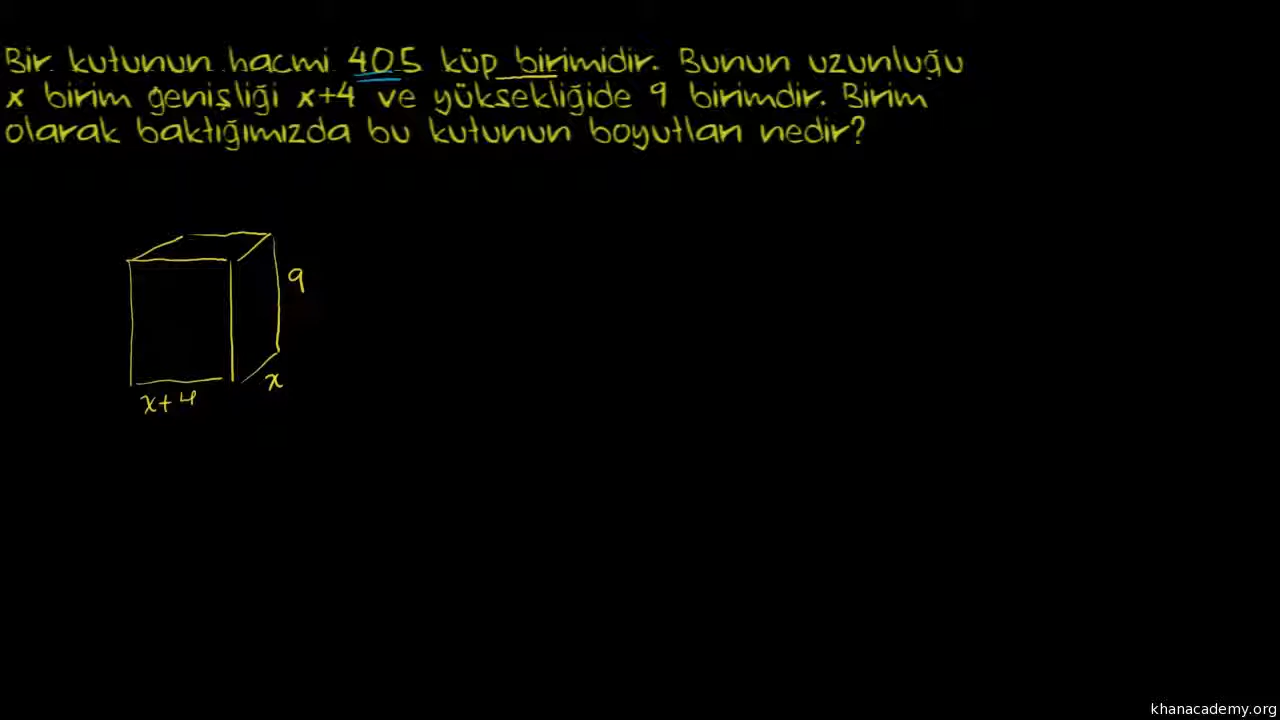 Bir kutunun hacmi 405 küp birimidir. Bunun uzunluğu
x birim genişliği x+4 ve yüksekliğide 9 birimdir. Birim
olarak baktığımızda bu kutunun boyutları nedir?
9
x
x+4
khanacademy.org